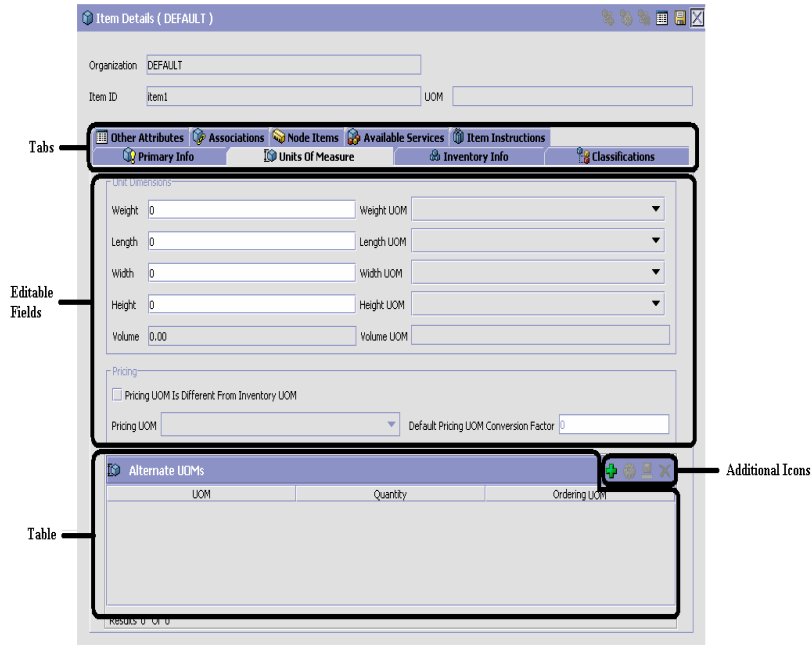 Item Details ( DEFAULT )
Organization DEFAULT
Item ID item1 UOM
Other Attributes Associations Node Items Available Services Item Instructions
Tabs
Primary Info Units Of Measure Inventory Info Classifications
Unit Dimensions
Weight 0 Weight UOM
Length 0 Length UOM
Width 0 Width UOM
Editable
Fields
Height 0 Height UOM
Volume 0.00 Volume UOM
Pricing
Pricing UOM Is Different From Inventory UOM
Pricing UOM Default Pricing UOM Conversion Factor 0
Alternate UOMs
Additional Icons
UOM Quantity Ordering UOM
Table
Results 0 Of 0